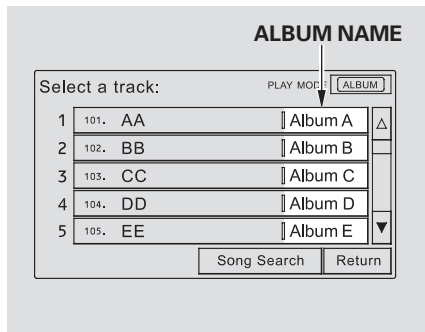 ALBUM NAME
Select a track: PLAY MODE ALBUM
1 101. AA Album A
2 102. BB Album B
3 103. CC Album C
4 104. DD Album D
5 105. EE Album E
Song Search Return